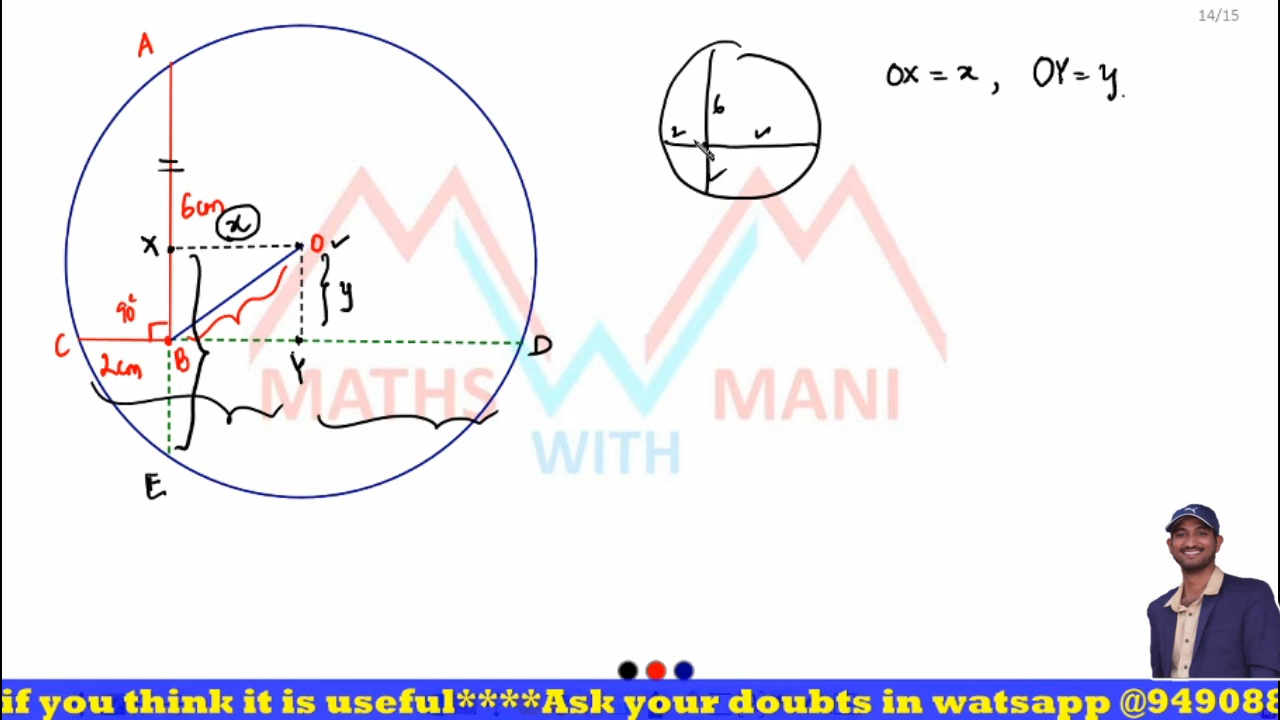 14/15
A
OX = x, OY = y.
6
2
6cm
x
X
O
y
90°
C
B
D
2cm
Y
E
MATHS
WITH
MANI
if you think it is useful****Ask your doubts in watsapp @949088